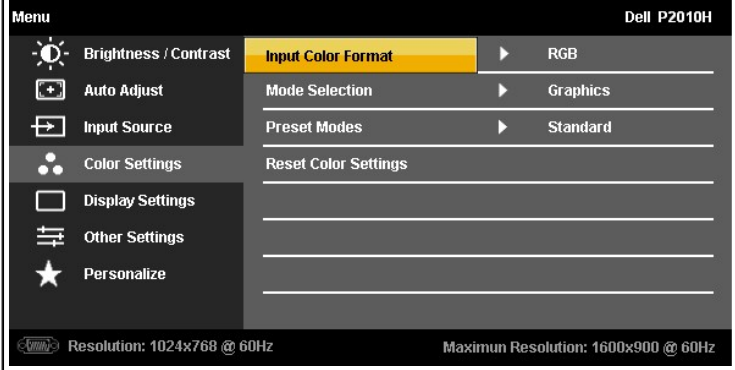 Menu Dell P2010H
Brightness / Contrast Input Color Format RGB
Auto Adjust Mode Selection Graphics
Input Source Preset Modes Standard
Color Settings Reset Color Settings
Display Settings
Other Settings
Personalize
Resolution: 1024x768 @ 60Hz Maximun Resolution: 1600x900 @ 60Hz